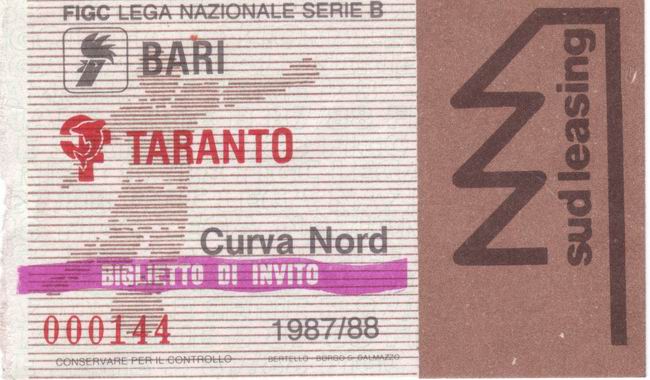 FIGC LEGA NAZIONALE SERIE B
BARI
TARANTO
Curva Nord
BIGLIETTO DI INVITO
000144
1987/88
CONSERVARE PER IL CONTROLLO
BERTELLO - BORGO S. DALMAZZO
sud leasing